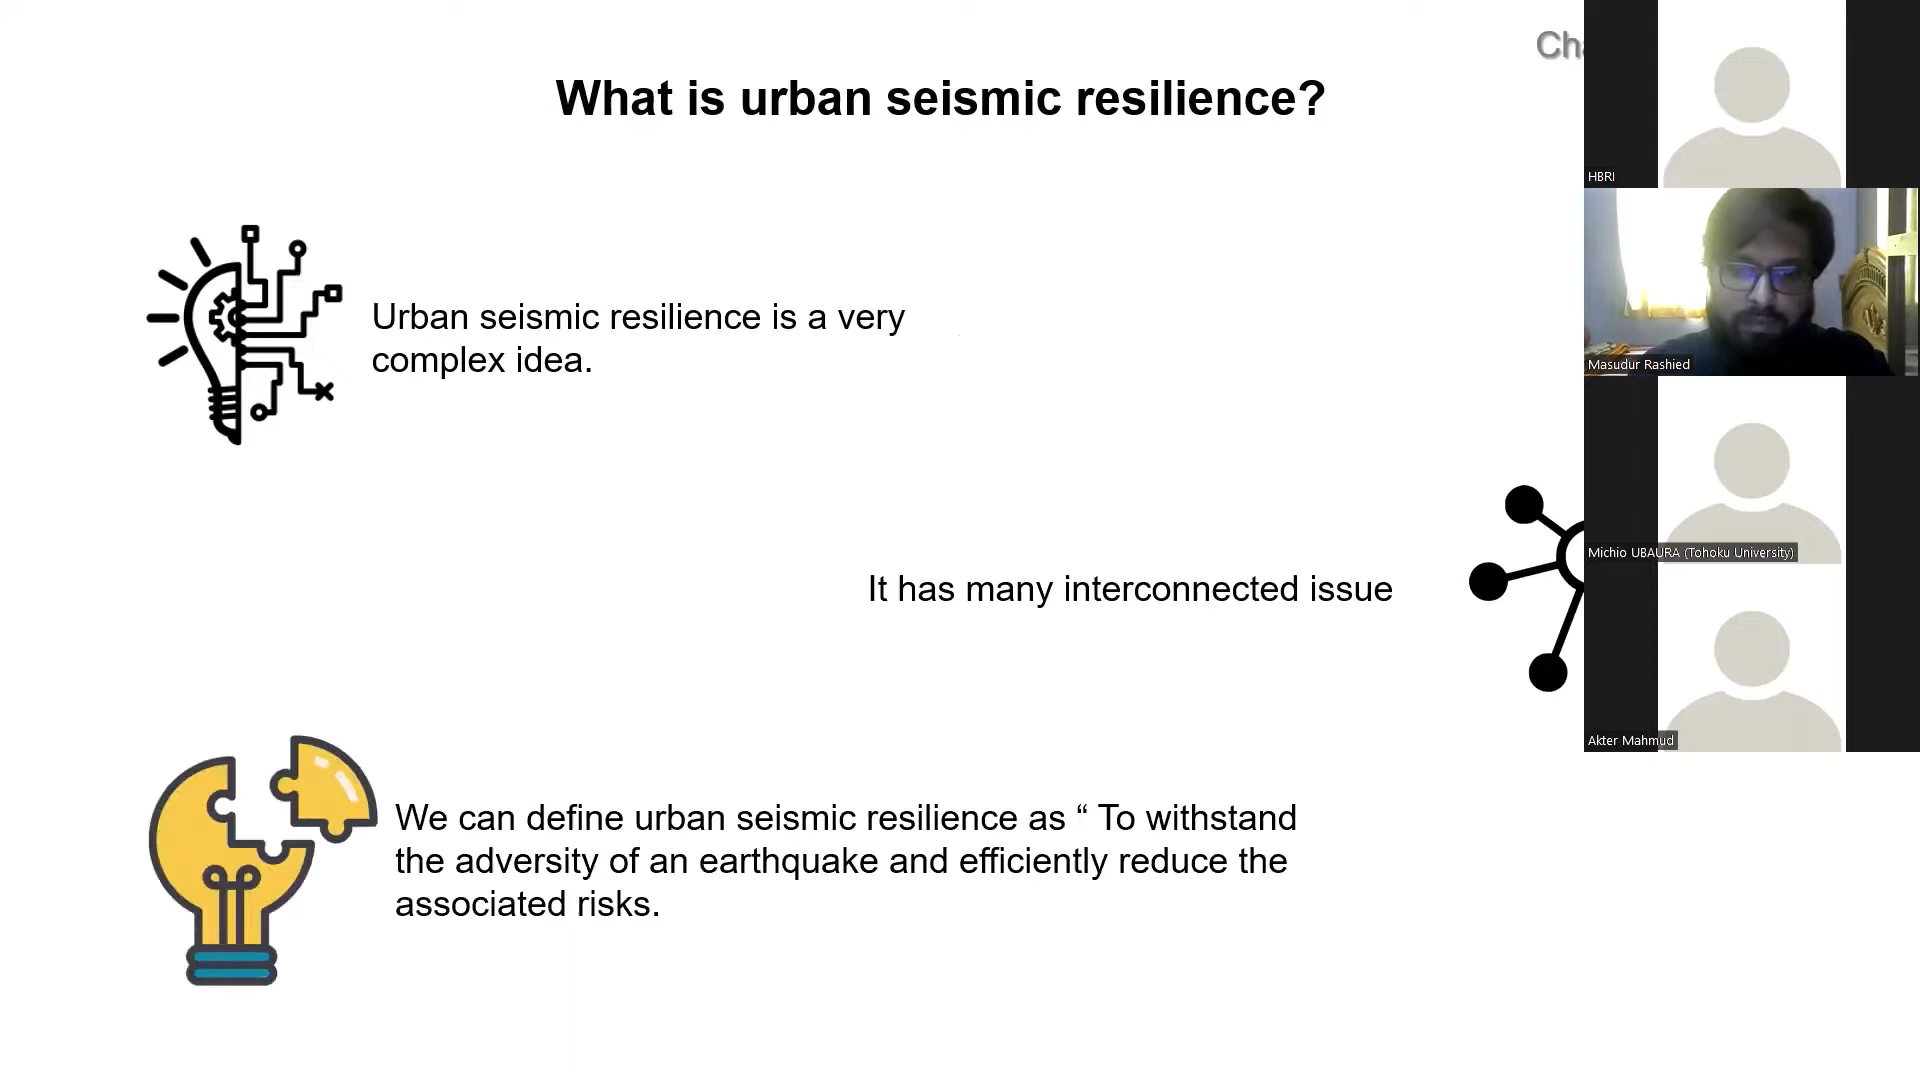 What is urban seismic resilience?
Urban seismic resilience is a very
complex idea.
It has many interconnected issue
We can define urban seismic resilience as “ To withstand
the adversity of an earthquake and efficiently reduce the
associated risks.
HBRI
Masudur Rashied
Michio UBAURA (Tohoku University)
Akter Mahmud